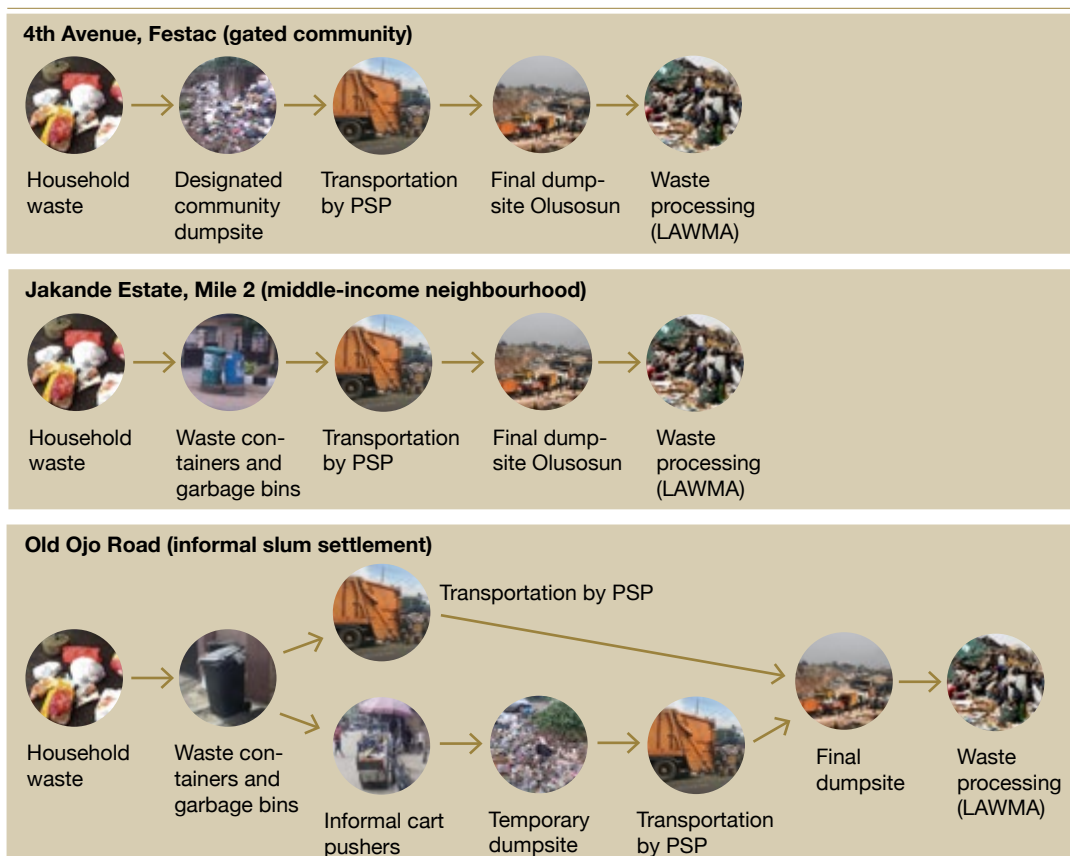 4th Avenue, Festac (gated community)
Household
waste
Designated
community
dumpsite
Transportation
by PSP
Final dump-
site Olusosun
Waste
processing
(LAWMA)
Jakande Estate, Mile 2 (middle-income neighbourhood)
Household
waste
Waste con-
tainers and
garbage bins
Transportation
by PSP
Final dump-
site Olusosun
Waste
processing
(LAWMA)
Old Ojo Road (informal slum settlement)
Household
waste
Waste con-
tainers and
garbage bins
Transportation by PSP
Informal cart
pushers
Temporary
dumpsite
Transportation
by PSP
Final
dumpsite
Waste
processing
(LAWMA)